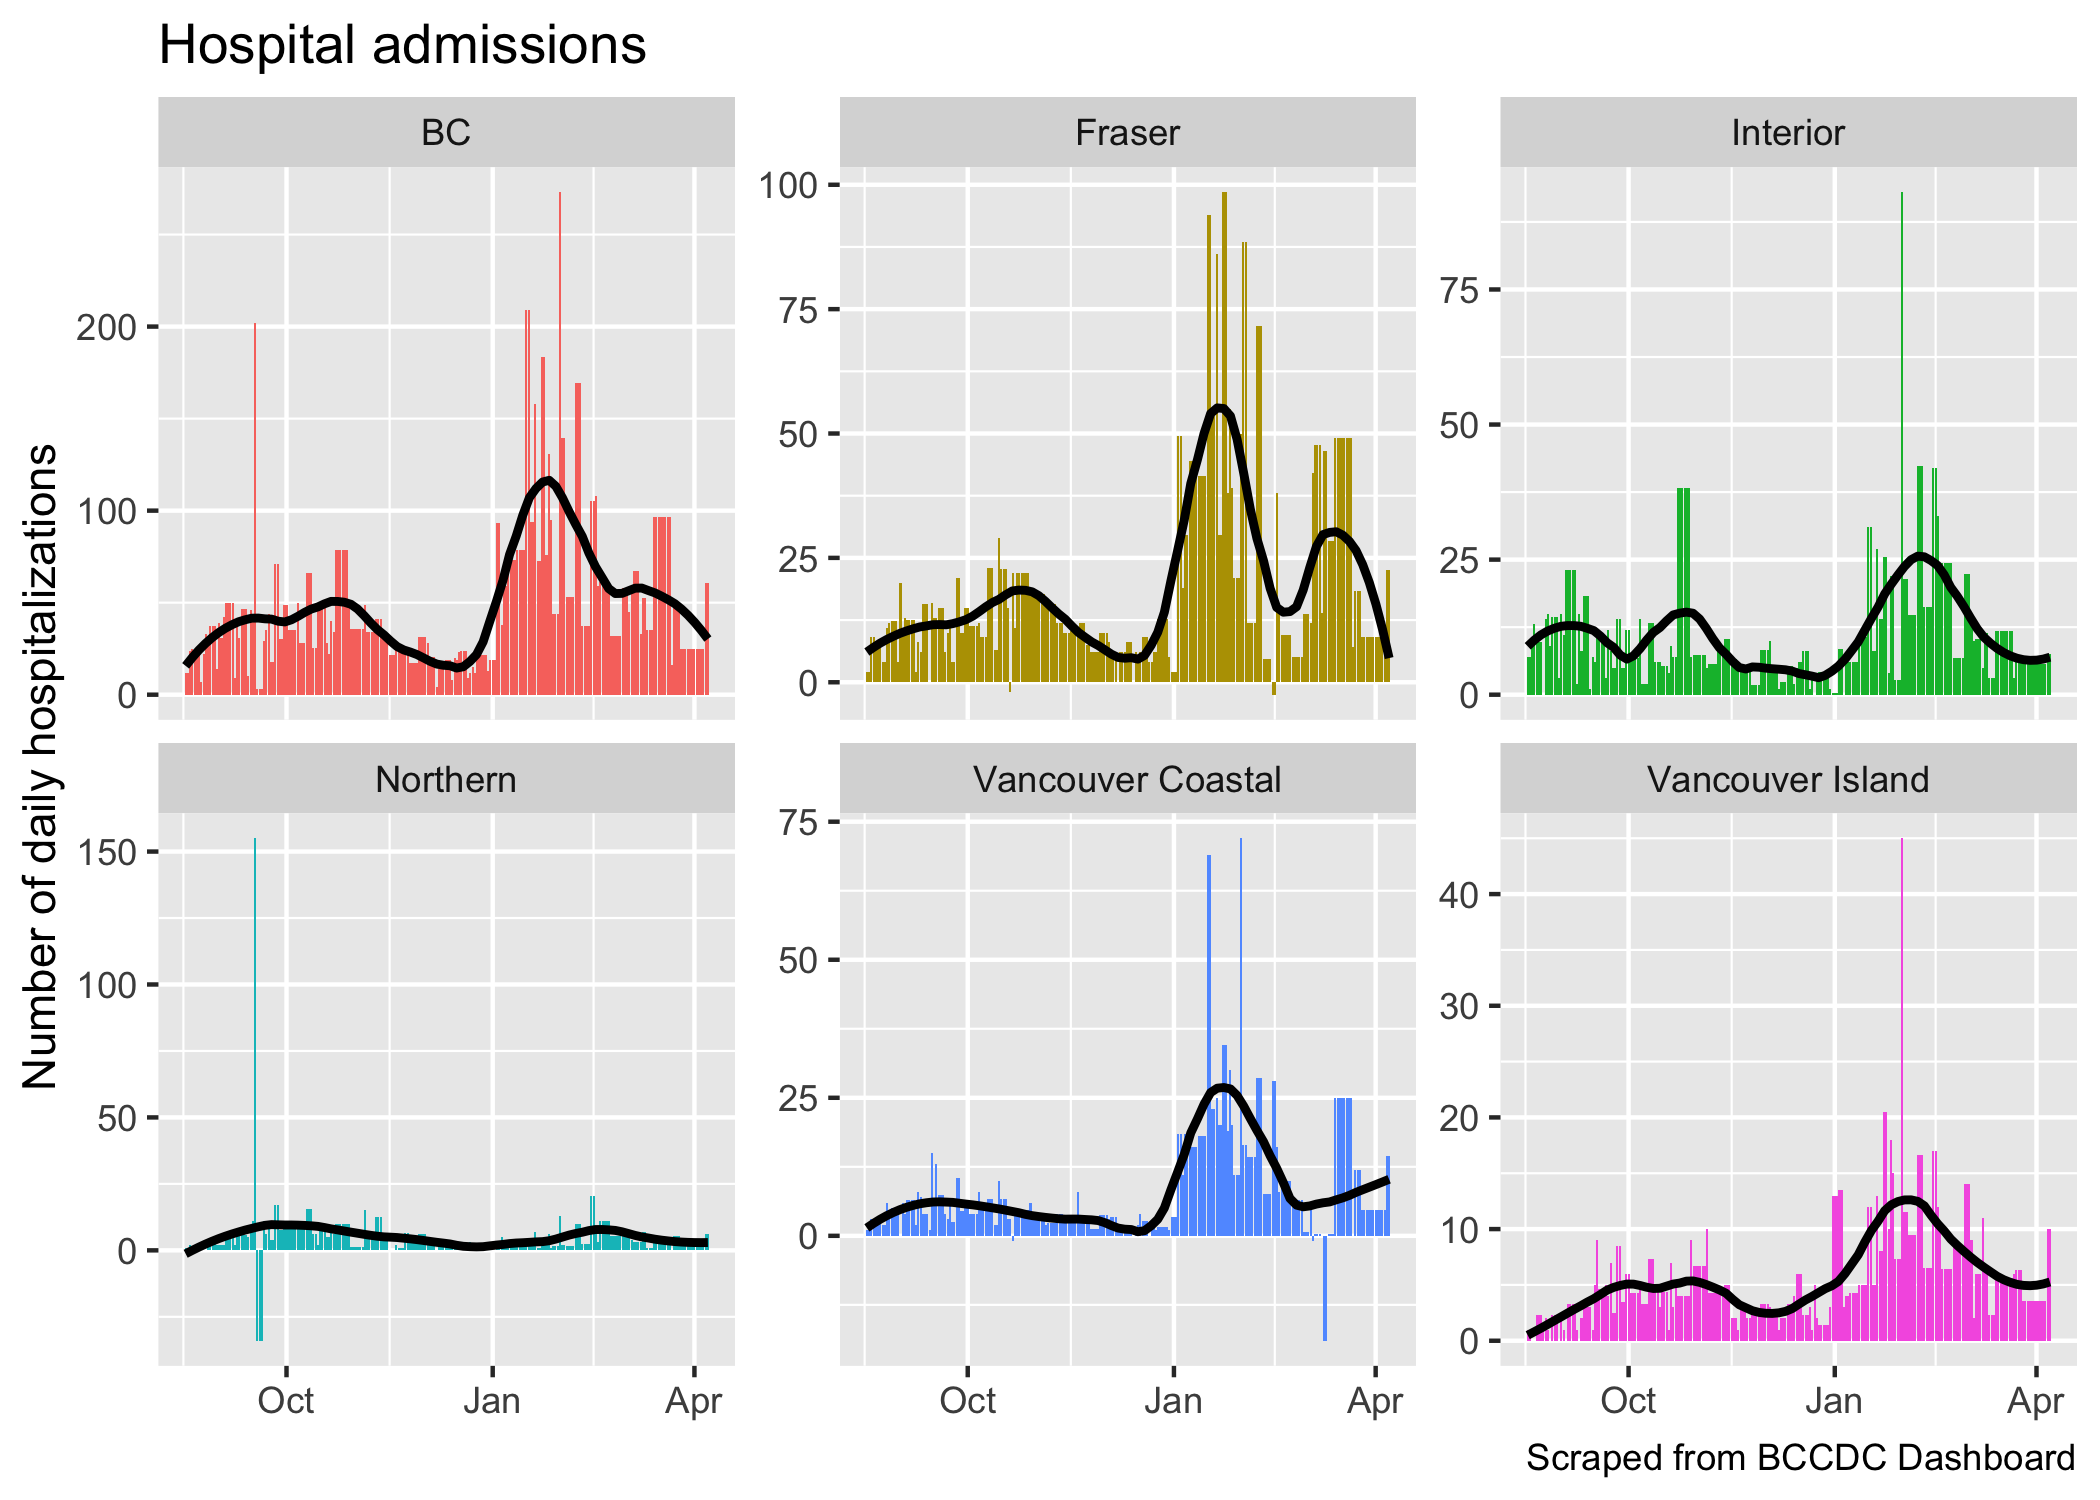 Hospital admissions
BC
Fraser
Interior
200
100
0
100
75
50
25
0
75
50
25
0
Number of daily hospitalizations
Northern
Vancouver Coastal
Vancouver Island
150
100
50
0
75
50
25
0
40
30
20
10
0
Oct Jan Apr
Oct Jan Apr
Oct Jan Apr
Scraped from BCCDC Dashboard